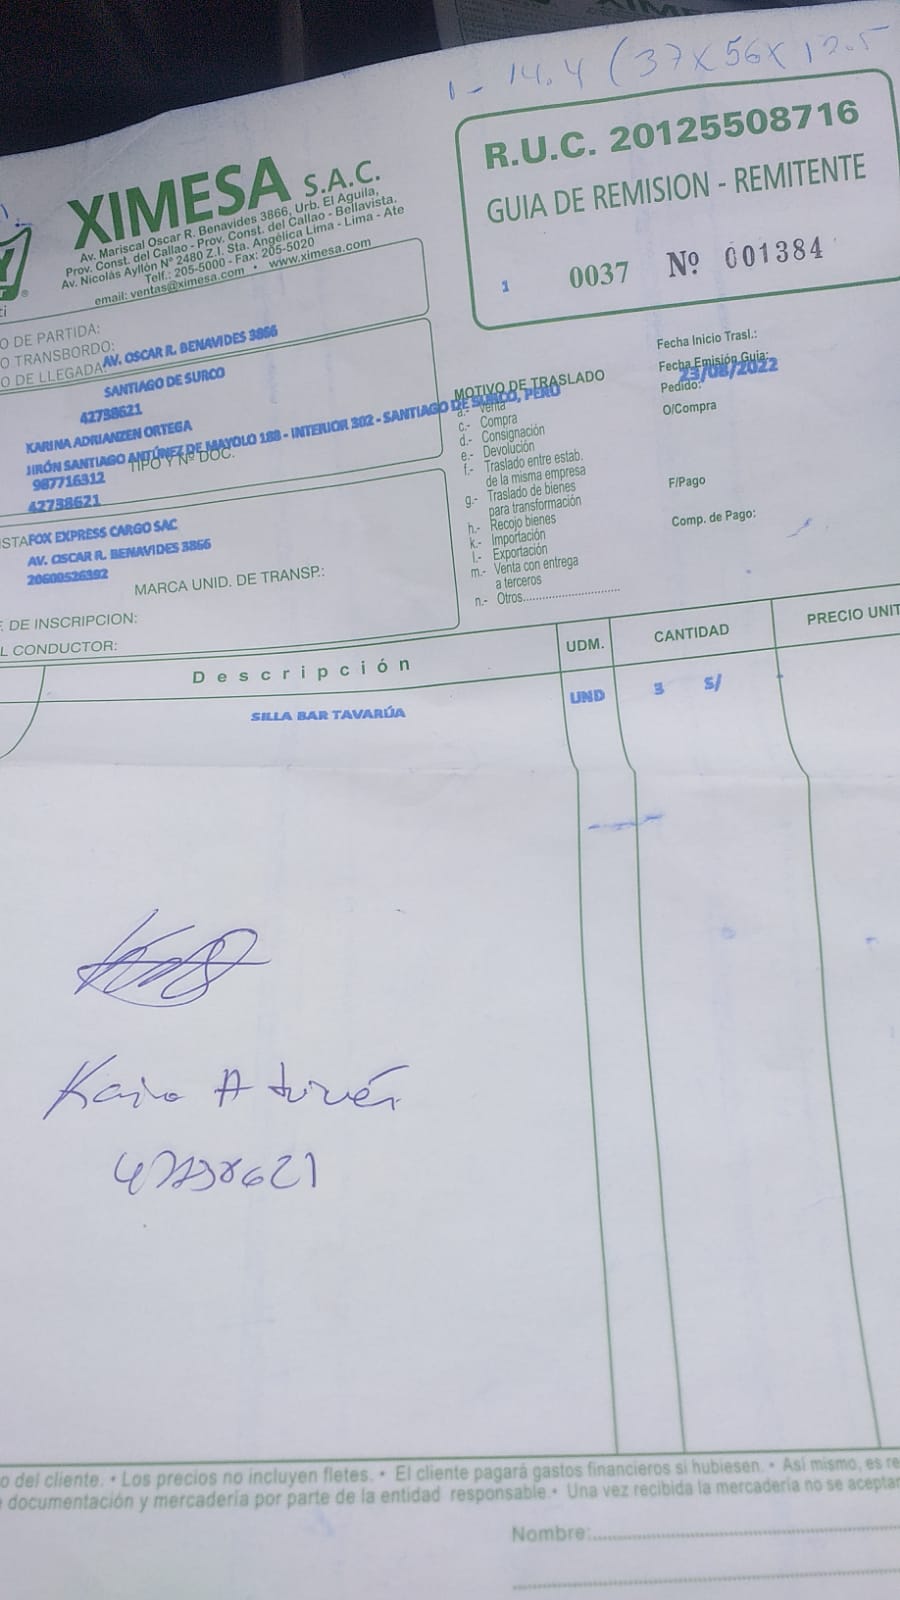 1- 14.4 (37X56X12.5
XIMESA S.A.C.
Av. Mariscal Oscar R. Benavides 3866, Urb. El Aguila,
Prov. Const. del Callao - Prov. Const. del Callao - Bellavista.
Av. Nicolás Ayllón Nº 2480 Z.I. Sta. Angélica Lima - Lima - Ate
Telf.: 205-5000 - Fax: 205-5020
email: ventas@ximesa.com • www.ximesa.com
R.U.C. 20125508716
GUIA DE REMISION - REMITENTE
1 0037 Nº 001384
O DE PARTIDA:
O TRANSBORDO:
O DE LLEGADA: AV. OSCAR R. BENAVIDES 3866
SANTIAGO DE SURCO
42738621
KARINA ADRIANZEN ORTEGA
JIRÓN SANTIAGO ANTÚNEZ DE MAYOLO 188 - INTERIOR 302 - SANTIAGO DE SURCO, PERÚ
TIPO Y Nº DOC.
987716312
42738621
MOTIVO DE TRASLADO
a.- Venta
c.- Compra
d.- Consignación
e.- Devolución
f.- Traslado entre estab.
de la misma empresa
g.- Traslado de bienes
para transformación
h.- Recojo bienes
k.- Importación
l.- Exportación
m.- Venta con entrega
a terceros
n.- Otros..............................
Fecha Inicio Trasl.:
Fecha Emisión Guia:
23/08/2022
Pedido:
O/Compra
F/Pago
Comp. de Pago:
ISTA FOX EXPRESS CARGO SAC
AV. OSCAR R. BENAVIDES 3866
20600526392
MARCA UNID. DE TRANSP.:
. DE INSCRIPCION:
L CONDUCTOR:
Descripción UDM. CANTIDAD PRECIO UNIT
SILLA BAR TAVARÚA UND 3 S/
42738621
o del cliente. • Los precios no incluyen fletes. • El cliente pagará gastos financieros si hubiesen. • Así mismo, es re
documentación y mercadería por parte de la entidad responsable. • Una vez recibida la mercadería no se aceptar
Nombre: